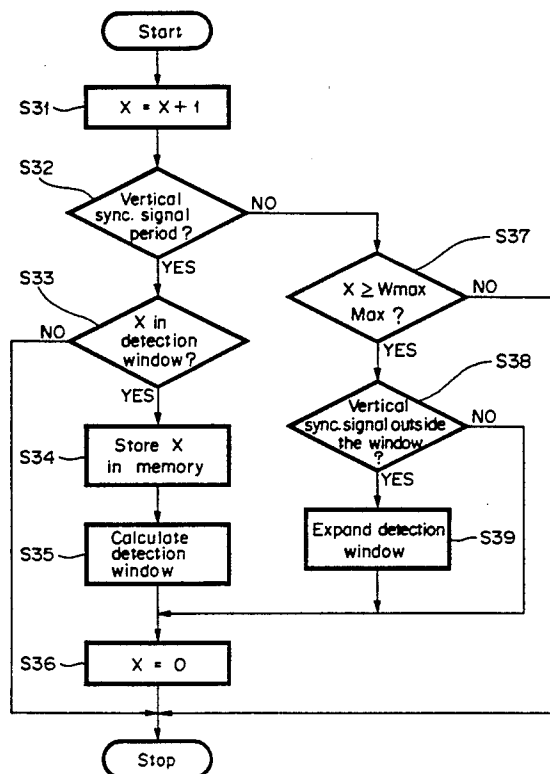 Start
S31
X = X + 1
S32
Vertical
sync. signal
period?
NO
YES
S33
X in
detection
window?
NO
YES
S34
Store X
in memory
S35
Calculate
detection
window
S37
X ≥ Wmax
Max ?
NO
YES
S38
Vertical
sync. signal outside
the window
?
NO
YES
Expand detection
window
S39
S36
X = 0
Stop